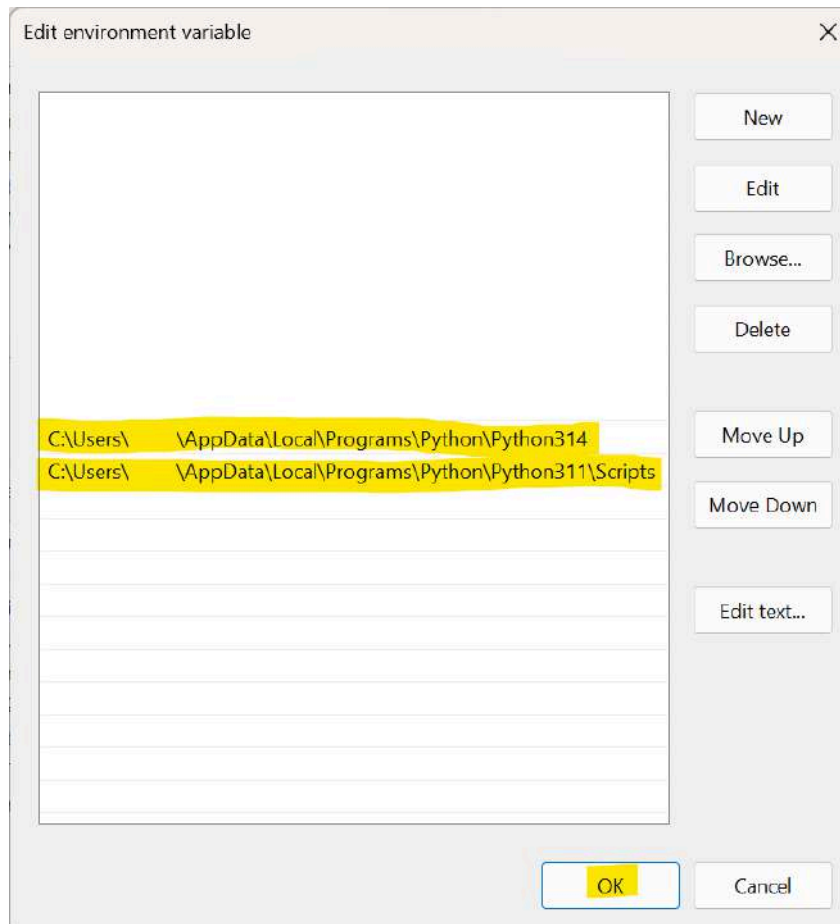 Edit environment variable
New
Edit
Browse...
Delete
C:\Users\ \AppData\Local\Programs\Python\Python314
Move Up
C:\Users\ \AppData\Local\Programs\Python\Python311\Scripts
Move Down
Edit text...
OK
Cancel